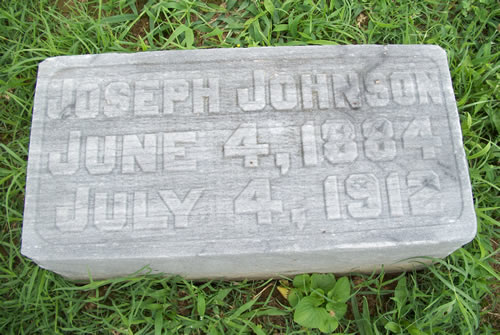 JOSEPH JOHNSON
JUNE 4, 1884
JULY 4, 1912